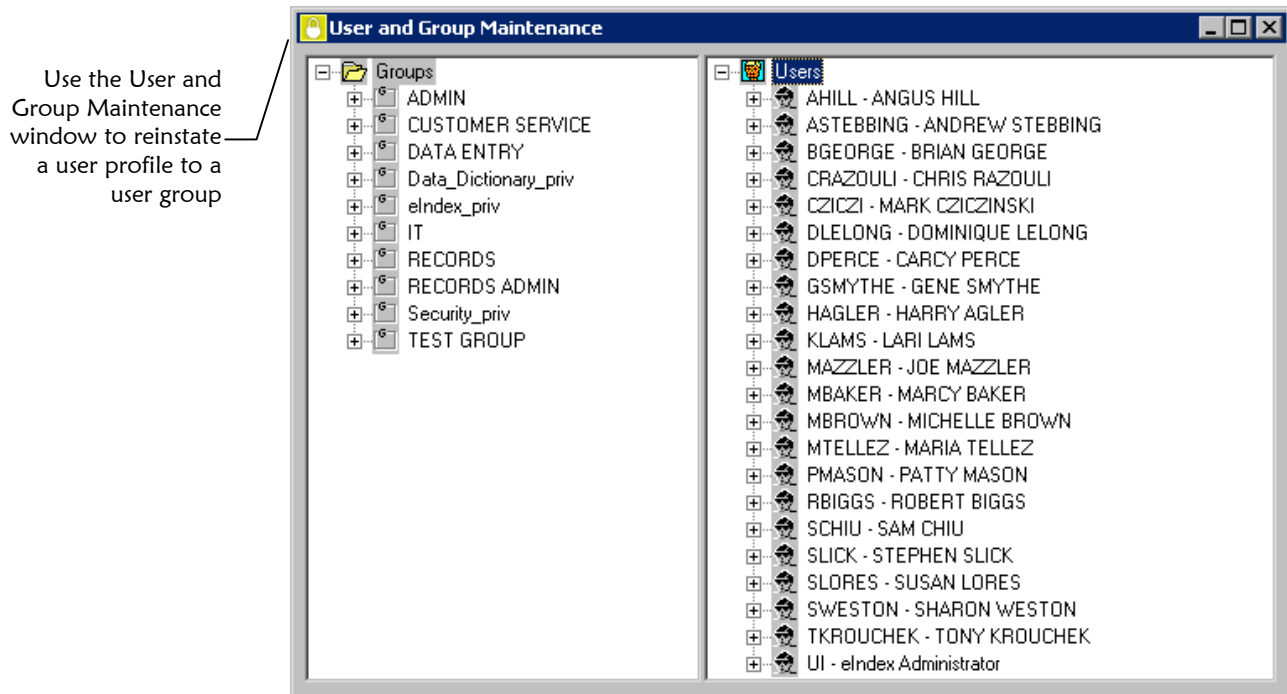 User and Group Maintenance
Use the User and
Group Maintenance
window to reinstate
a user profile to a
user group
Groups
ADMIN
CUSTOMER SERVICE
DATA ENTRY
Data_Dictionary_priv
eIndex_priv
IT
RECORDS
RECORDS ADMIN
Security_priv
TEST GROUP
Users
AHILL - ANGUS HILL
ASTEBBING - ANDREW STEBBING
BGEORGE - BRIAN GEORGE
CRAZOULI - CHRIS RAZOULI
CZICZI - MARK CZICZINSKI
DLELONG - DOMINIQUE LELONG
DPERCE - CARCY PERCE
GSMYTHE - GENE SMYTHE
HAGLER - HARRY AGLER
KLAMS - LARI LAMS
MAZZLER - JOE MAZZLER
MBAKER - MARCY BAKER
MBROWN - MICHELLE BROWN
MTELLEZ - MARIA TELLEZ
PMASON - PATTY MASON
RBIGGS - ROBERT BIGGS
SCHIU - SAM CHIU
SLICK - STEPHEN SLICK
SLORES - SUSAN LORES
SWESTON - SHARON WESTON
TKROUCHEK - TONY KROUCHEK
UI - eIndex Administrator